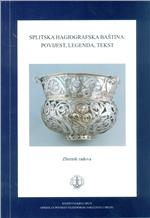 SPLITSKA HAGIOGRAFSKA BAŠTINA:
POVIJEST, LEGENDA, TEKST
Zbornik radova